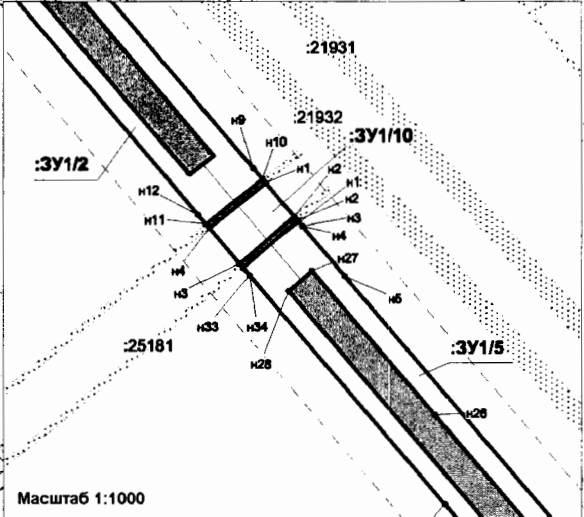 :21931
:21932
н9
:ЗУ1/10
н10
:ЗУ1/2
н1
н2
н1
н12
н2
н11
н3
н4
н4
н27
н3
н5
н33
н34
:25181
:ЗУ1/5
н28
н26
Масштаб 1:1000